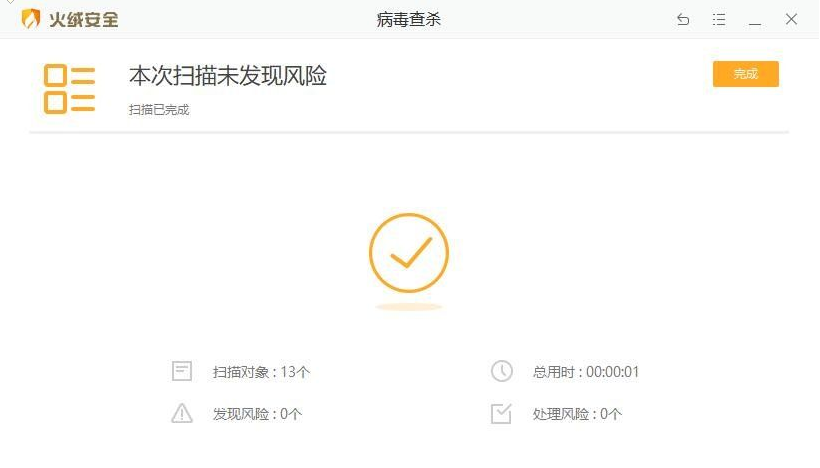 火绒安全
病毒查杀
本次扫描未发现风险
完成
扫描已完成
扫描对象 : 13个
总用时 : 00:00:01
发现风险 : 0个
处理风险 : 0个